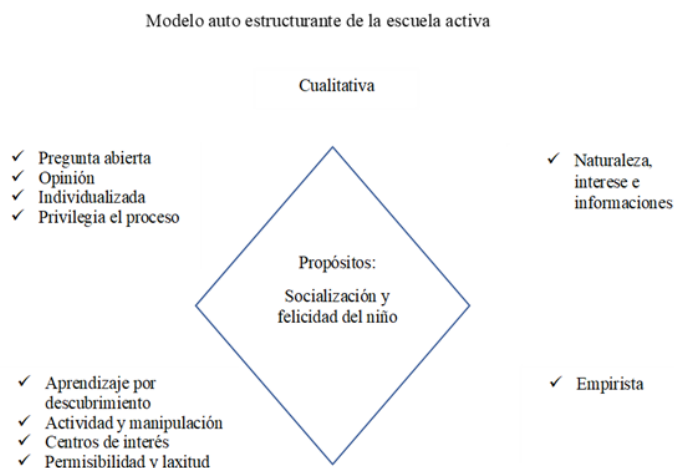 Modelo auto estructurante de la escuela activa
Cualitativa
✓ Pregunta abierta
✓ Opinión
✓ Individualizada
✓ Privilegia el proceso
✓ Naturaleza,
interese e
informaciones
Propósitos:
Socialización y
felicidad del niño
✓ Aprendizaje por
descubrimiento
✓ Actividad y manipulación
✓ Centros de interés
✓ Permisibilidad y laxitud
✓ Empirista